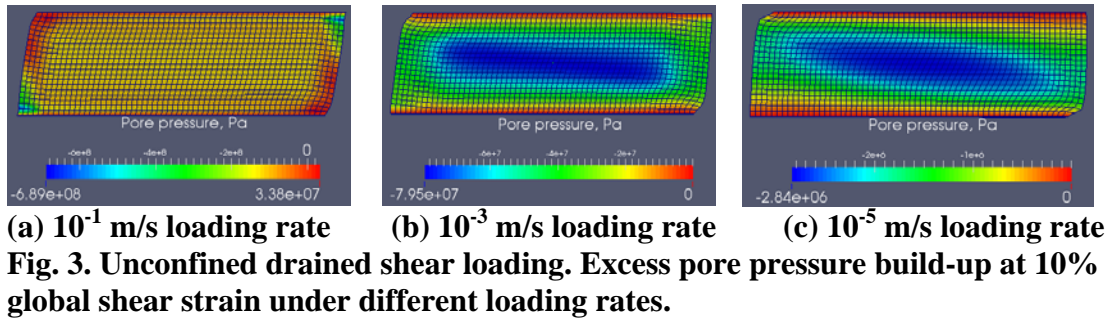 Pore pressure, Pa
-6e+8 -4e+8 -2e+8 0
-6.89e+08 3.38e+07
Pore pressure, Pa
-6e+7 -4e+7 -2e+7
-7.95e+07 0
Pore pressure, Pa
-2e+6 -1e+6
-2.84e+06 0
(a) 10⁻¹ m/s loading rate (b) 10⁻³ m/s loading rate (c) 10⁻⁵ m/s loading rate
Fig. 3. Unconfined drained shear loading. Excess pore pressure build-up at 10%
global shear strain under different loading rates.